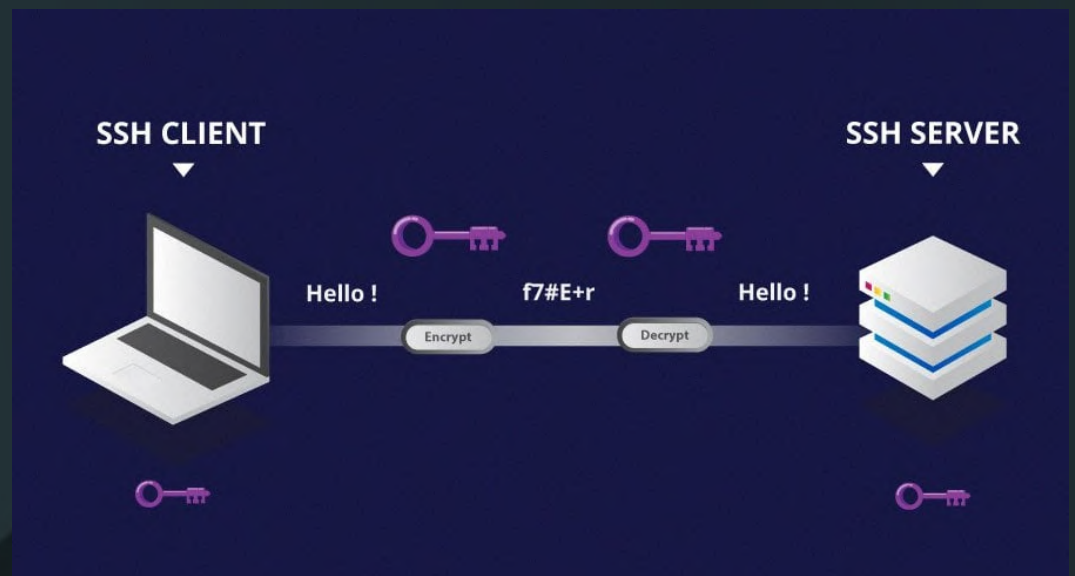 SSH CLIENT
SSH SERVER
Hello !
f7#E+r
Hello !
Encrypt
Decrypt